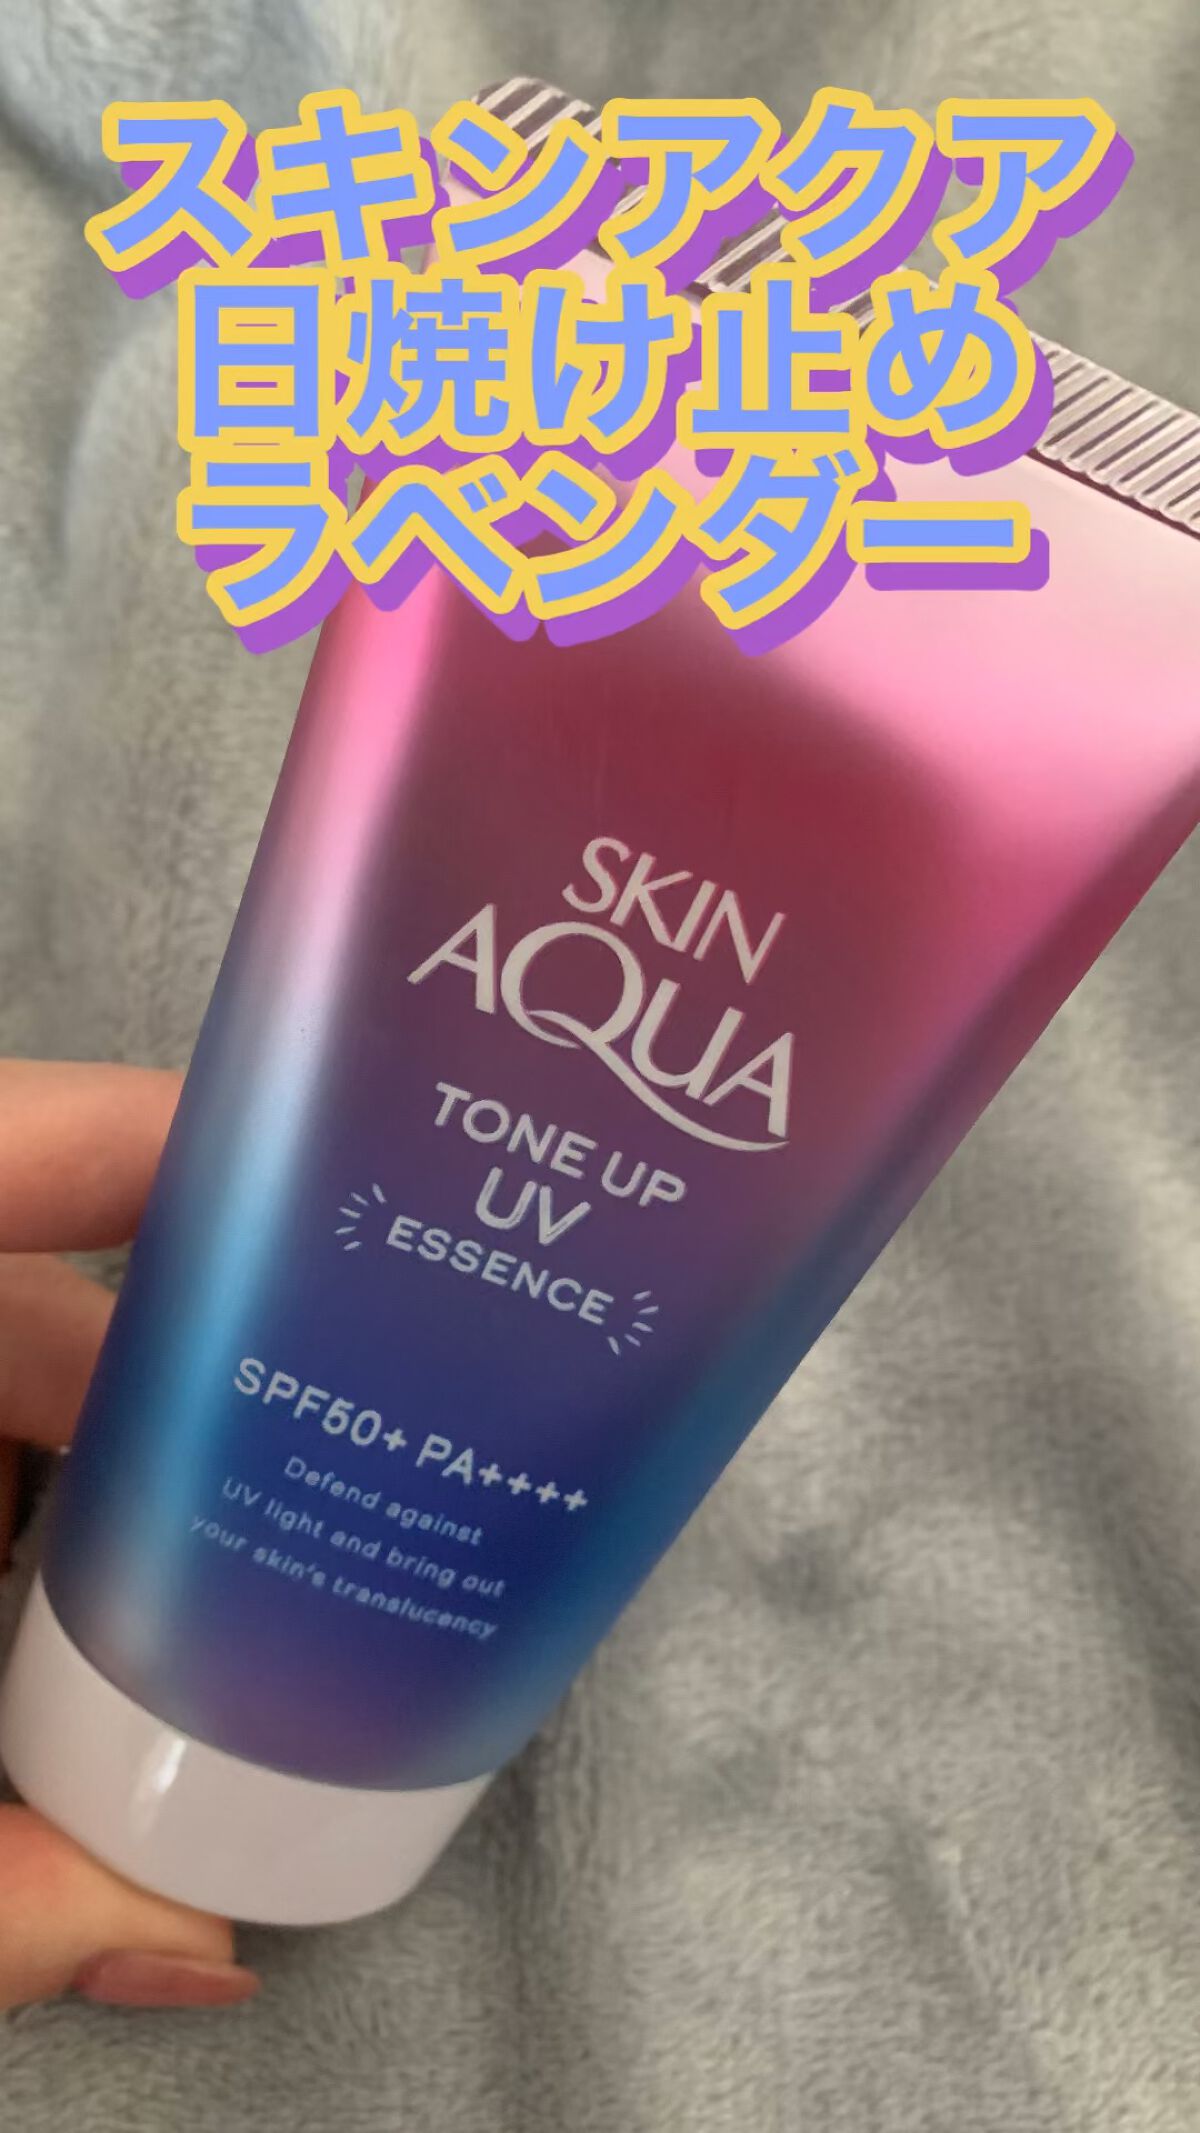 スキンアクア
日焼け止め
ラベンダー
SKIN
AQUA
TONE UP
UV
ESSENCE
SPF50+ PA++++
Defend against
UV light and bring out
your skin's translucency